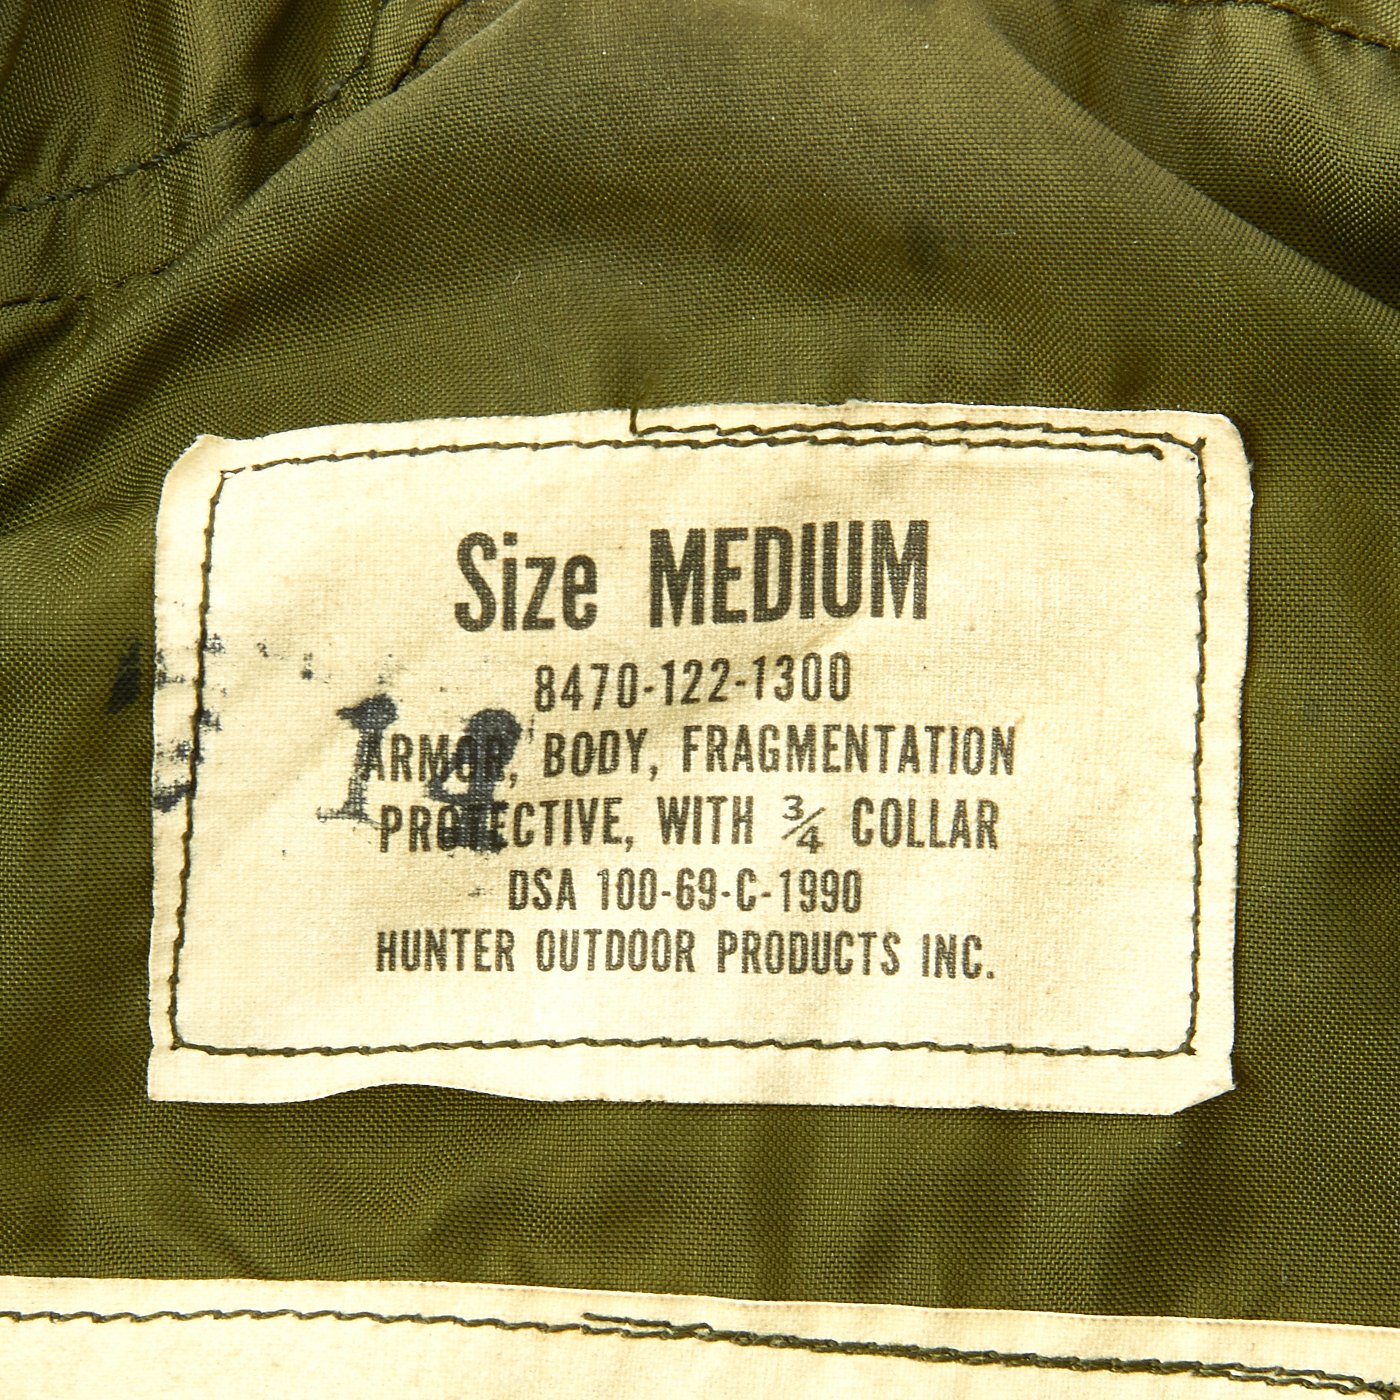 Size MEDIUM
8470-122-1300
ARMOR, BODY, FRAGMENTATION
PROTECTIVE, WITH ¾ COLLAR
DSA 100-69-C-1990
HUNTER OUTDOOR PRODUCTS INC.